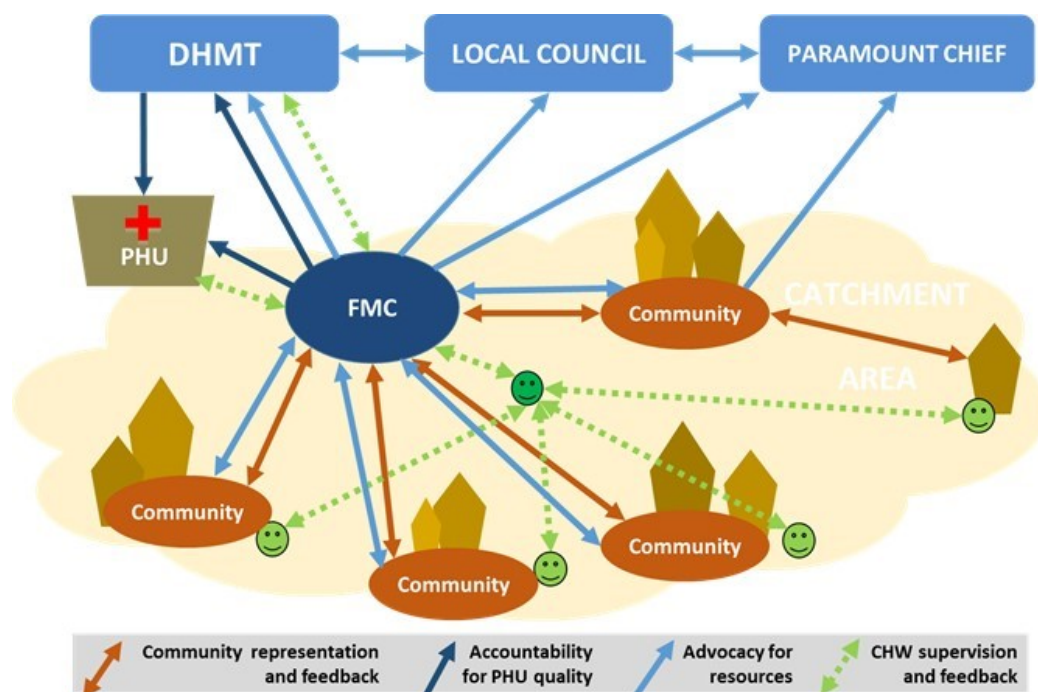 DHMT
LOCAL COUNCIL
PARAMOUNT CHIEF
PHU
FMC
Community
CATCHMENT
AREA
Community
Community
Community
Community representation
and feedback
Accountability
for PHU quality
Advocacy for
resources
CHW supervision
and feedback